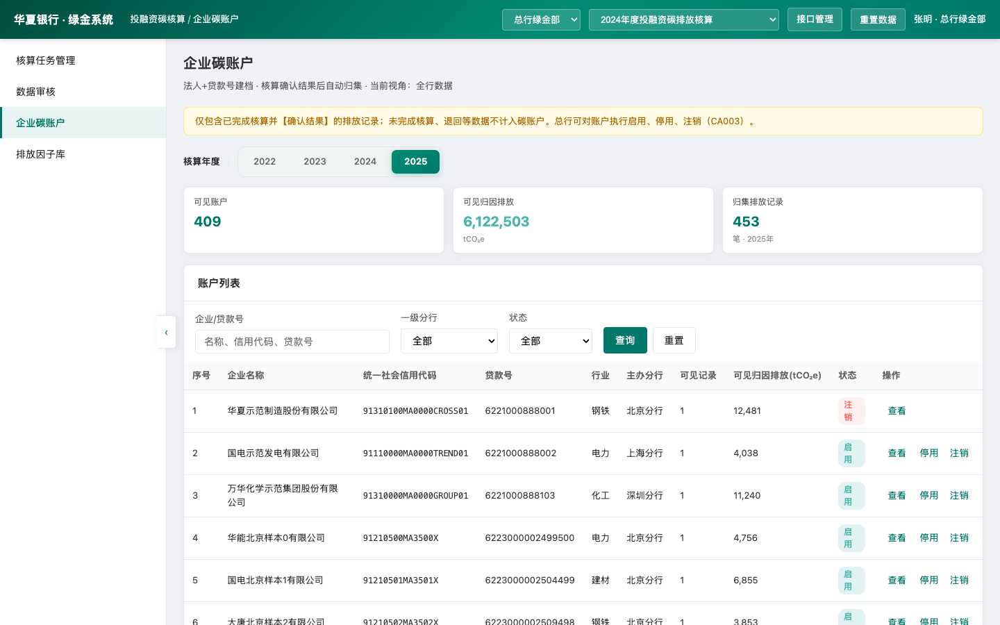 华夏银行 · 绿金系统
投融资碳核算 / 企业碳账户
总行绿金部
2024年度投融资碳排放核算
接口管理
重置数据
张明 · 总行绿金部
核算任务管理
数据审核
企业碳账户
排放因子库
企业碳账户
法人+贷款号建档 · 核算确认结果后自动归集 · 当前视角：全行数据
仅包含已完成核算并【确认结果】的排放记录；未完成核算、退回等数据不计入碳账户。总行可对账户执行启用、停用、注销（CA003）。
核算年度 2022 2023 2024 2025
可见账户
409
可见归因排放
6,122,503
tCO₂e
归集排放记录
453
笔 · 2025年
账户列表
企业/贷款号 一级分行 状态
名称、信用代码、贷款号 全部 全部 查询 重置
序号 企业名称 统一社会信用代码 贷款号 行业 主办分行 可见记录 可见归因排放(tCO₂e) 状态 操作
1 华夏示范制造股份有限公司 91310100MA0000CROSS01 6221000888001 钢铁 北京分行 1 12,481 注销 查看
2 国电示范发电有限公司 91110000MA0000TREND01 6221000888002 电力 上海分行 1 4,038 启用 查看 停用 注销
3 万华化学示范集团股份有限公司 91310000MA0000GROUP01 6221000888103 化工 深圳分行 1 11,240 启用 查看 停用 注销
4 华能北京样本0有限公司 91210500MA3500X 6223000002499500 电力 北京分行 1 4,756 启用 查看 停用 注销
5 国电北京样本1有限公司 91210501MA3501X 6223000002504499 建材 北京分行 1 6,855 启用 查看 停用 注销
6 大唐北京样本2有限公司 91210502MA3502X 6223000002509498 钢铁 北京分行 1 3,853 启 查看 停用 注销